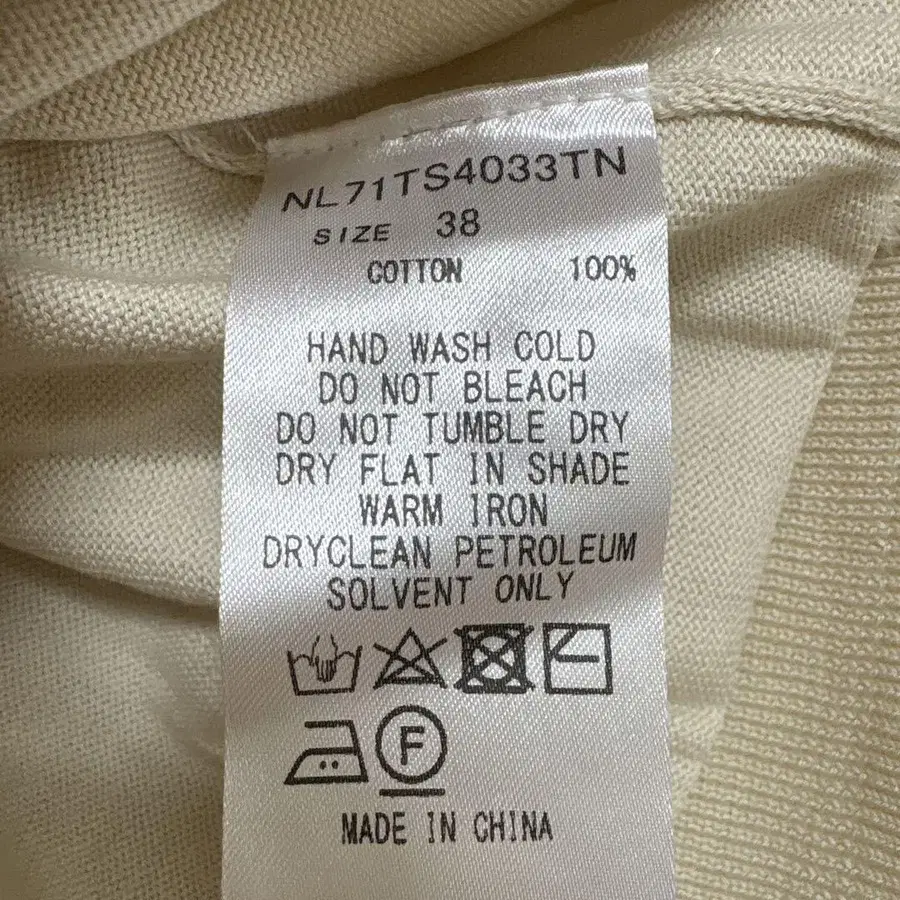 NL71TS4033TN
SIZE 38
COTTON 100%
HAND WASH COLD
DO NOT BLEACH
DO NOT TUMBLE DRY
DRY FLAT IN SHADE
WARM IRON
DRYCLEAN PETROLEUM
SOLVENT ONLY
F
MADE IN CHINA